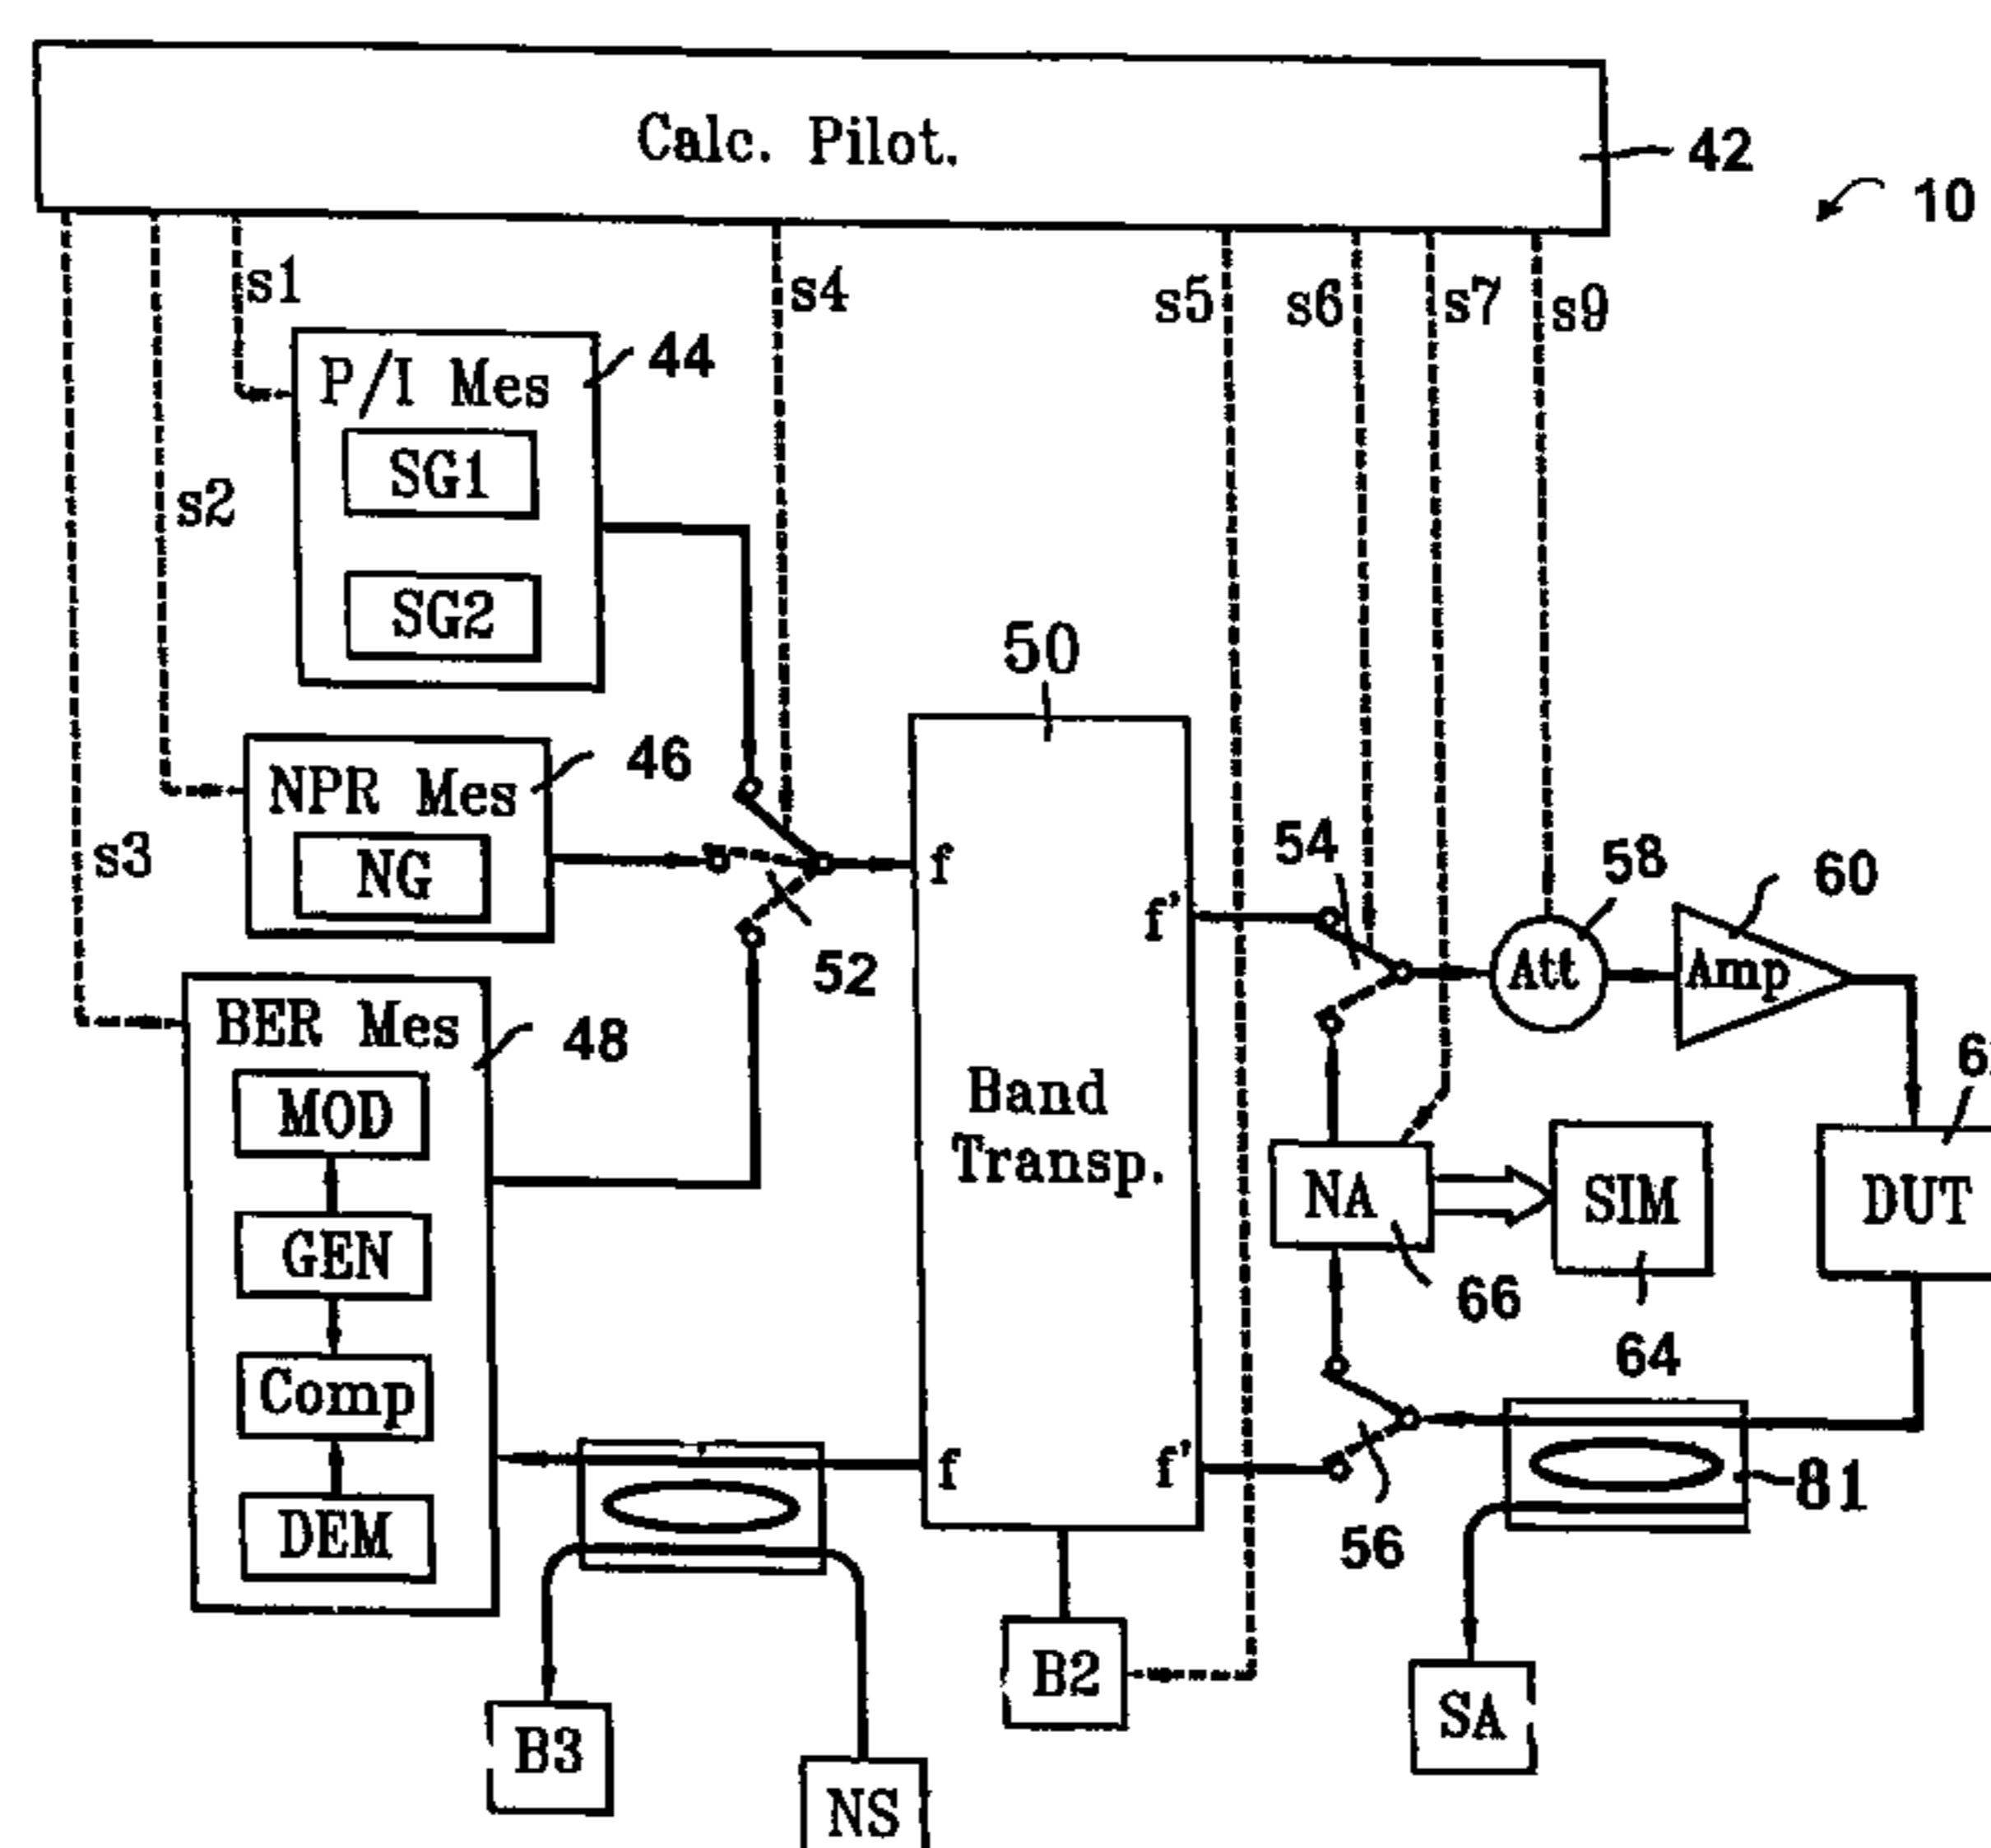 Calc. Pilot.
42
10
s1
s2
s3
s4
s5
s6
s7
s9
P/I Mes
44
SG1
SG2
NPR Mes
46
NG
BER Mes
48
MOD
GEN
Comp
DEM
52
50
f
f'
Band
Transp.
f
f'
54
58
Att
60
Amp
DUT
NA
66
SIM
64
56
81
B2
B3
NS
SA